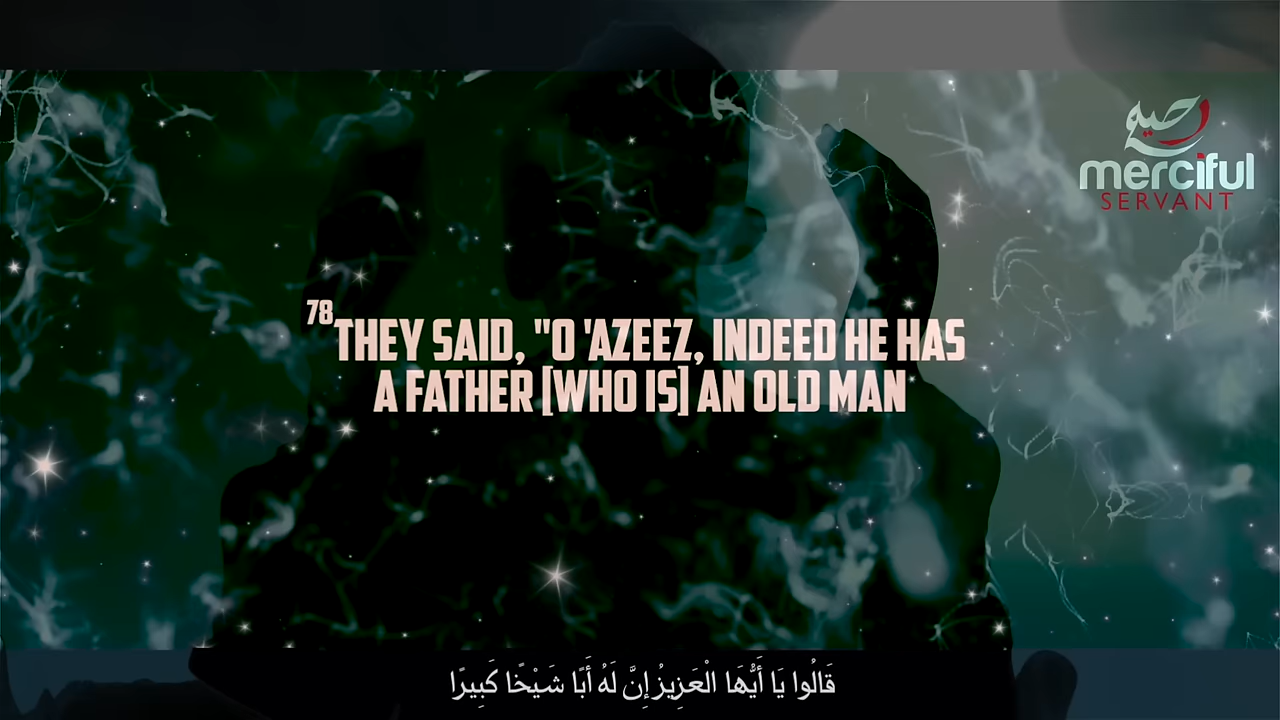 رحيم
merciful
SERVANT
78 THEY SAID, "O 'AZEEZ, INDEED HE HAS
A FATHER [WHO IS] AN OLD MAN
قَالُوا يَا أَيُّهَا الْعَزِيزُ إِنَّ لَهُ أَبًا شَيْخًا كَبِيرًا